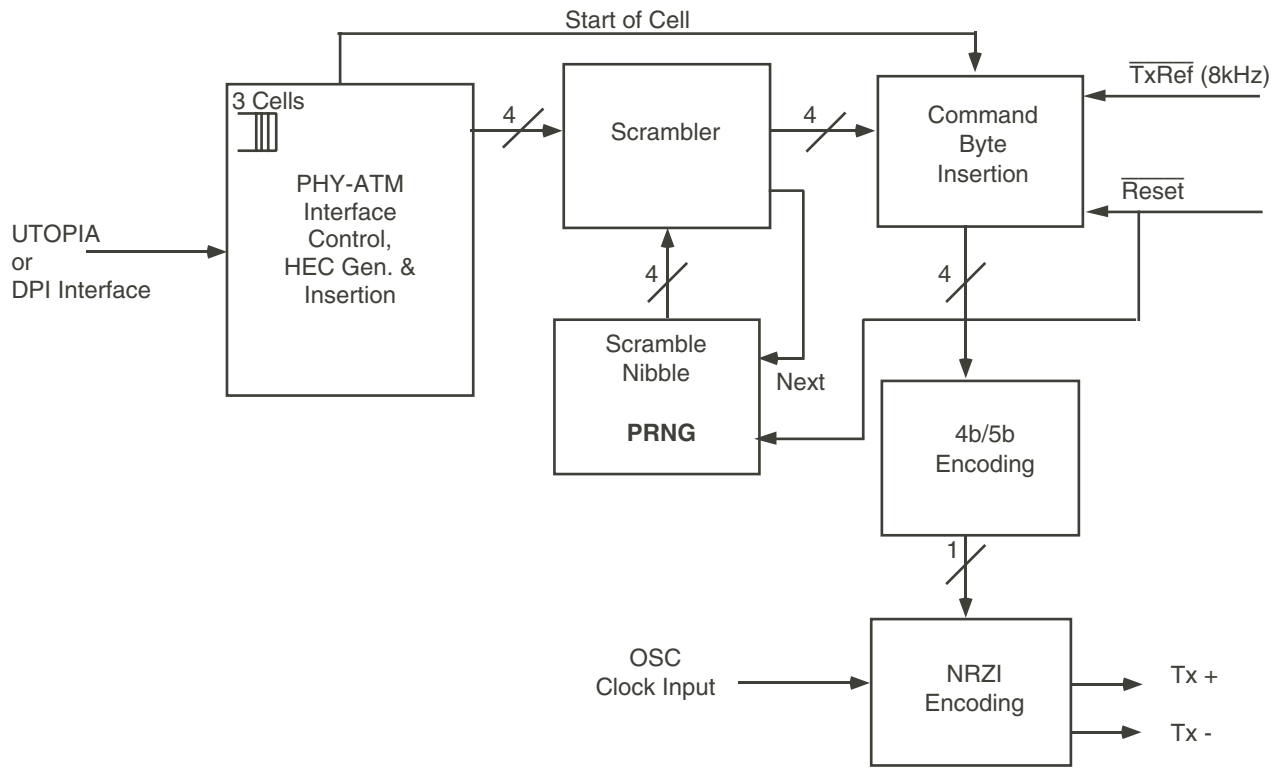 Start of Cell
TxRef (8kHz)
3 Cells
4
4
Scrambler
Command
Byte
Insertion
PHY-ATM
Interface
Control,
HEC Gen. &
Insertion
Reset
UTOPIA
or
DPI Interface
4
4
Scramble
Nibble
PRNG
Next
4b/5b
Encoding
1
OSC
Clock Input
NRZI
Encoding
Tx +
Tx -